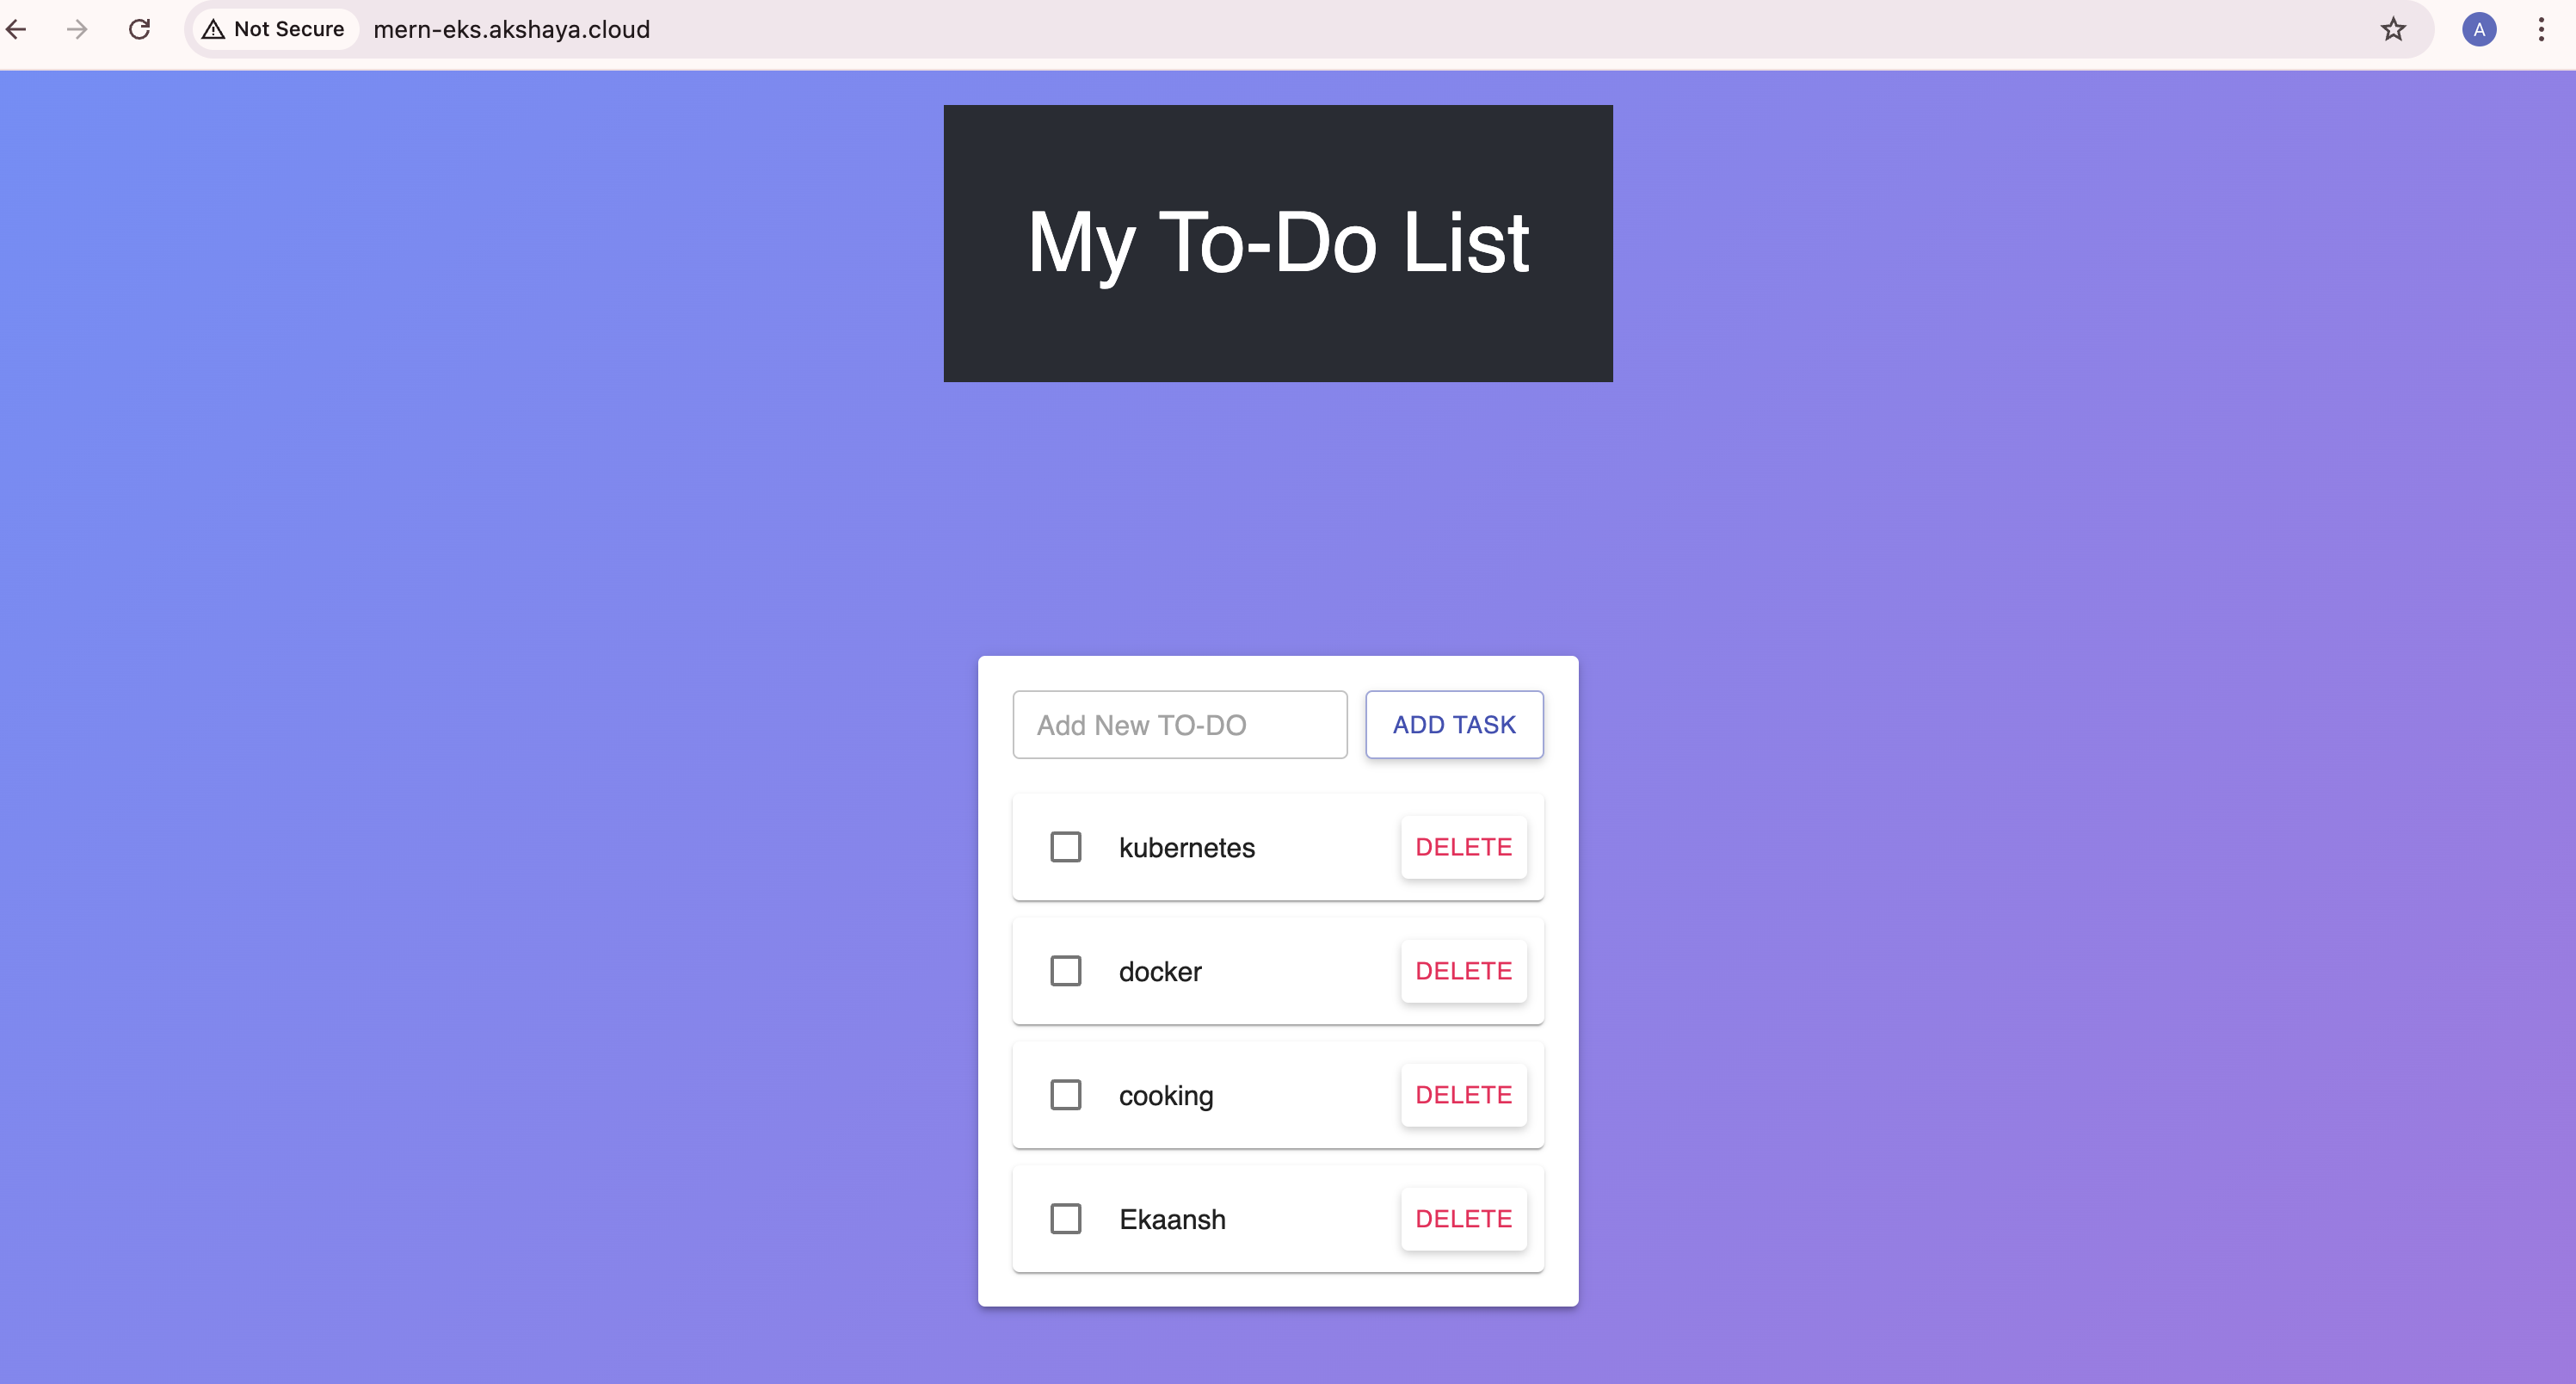 Not Secure mern-eks.akshaya.cloud A
My To-Do List
Add New TO-DO ADD TASK
kubernetes DELETE
docker DELETE
cooking DELETE
Ekaansh DELETE